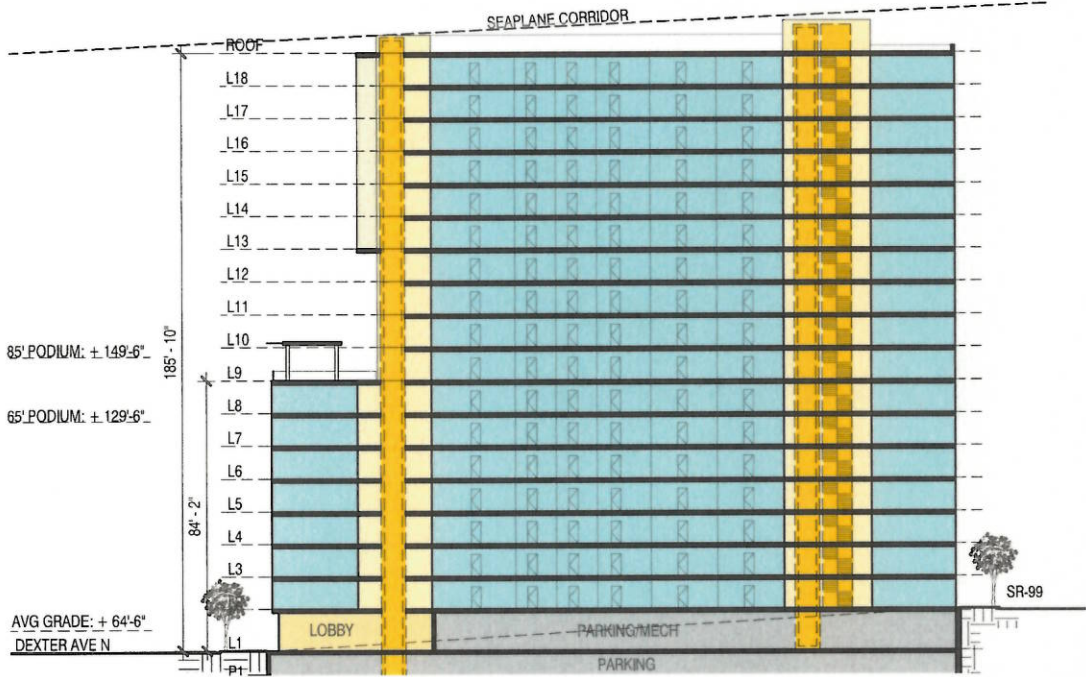 SEAPLANE CORRIDOR
ROOF
L18
L17
L16
L15
L14
L13
L12
L11
L10
85' PODIUM: + 149'-6"
185' - 10"
L9
65' PODIUM: + 129'-6"
L8
L7
L6
L5
84' - 2"
L4
L3
SR-99
AVG GRADE: + 64'-6"
LOBBY
PARKING/MECH
DEXTER AVE N
L1
PARKING
P1